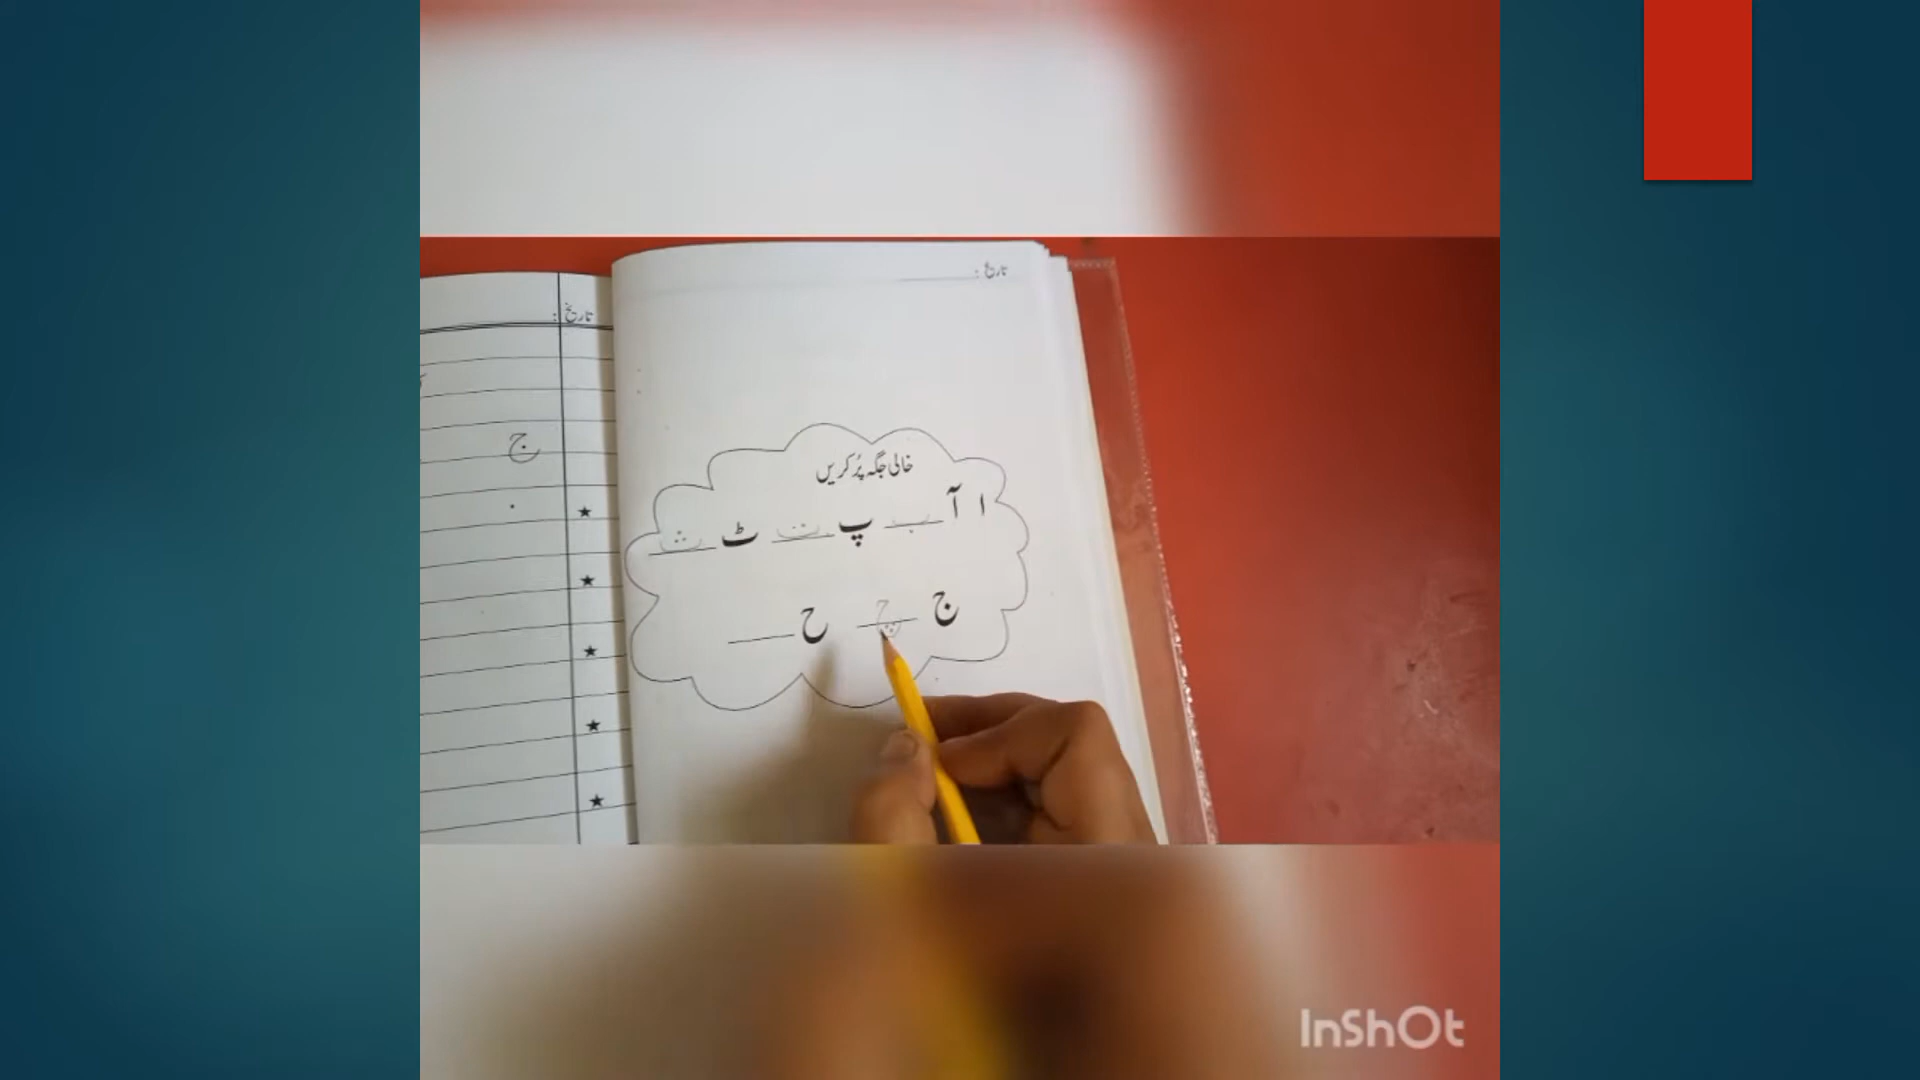 تاریخ :
تاریخ :
ج
خالی جگہ پُر کریں
ا آ ب پ ت ٹ ث
ج چ ح
InShOt